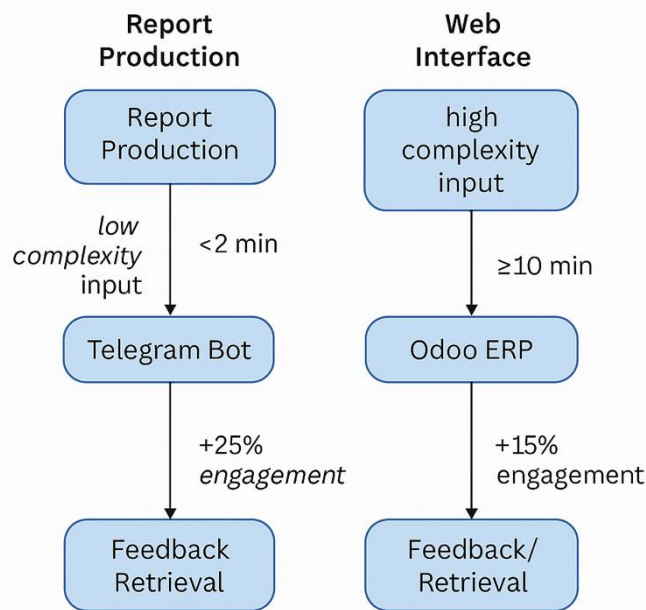 Report
Production
Report
Production
low
complexity
input
<2 min
Telegram Bot
+25%
engagement
Feedback
Retrieval
Web
Interface
high
complexity
input
≥10 min
Odoo ERP
+15%
engagement
Feedback/
Retrieval